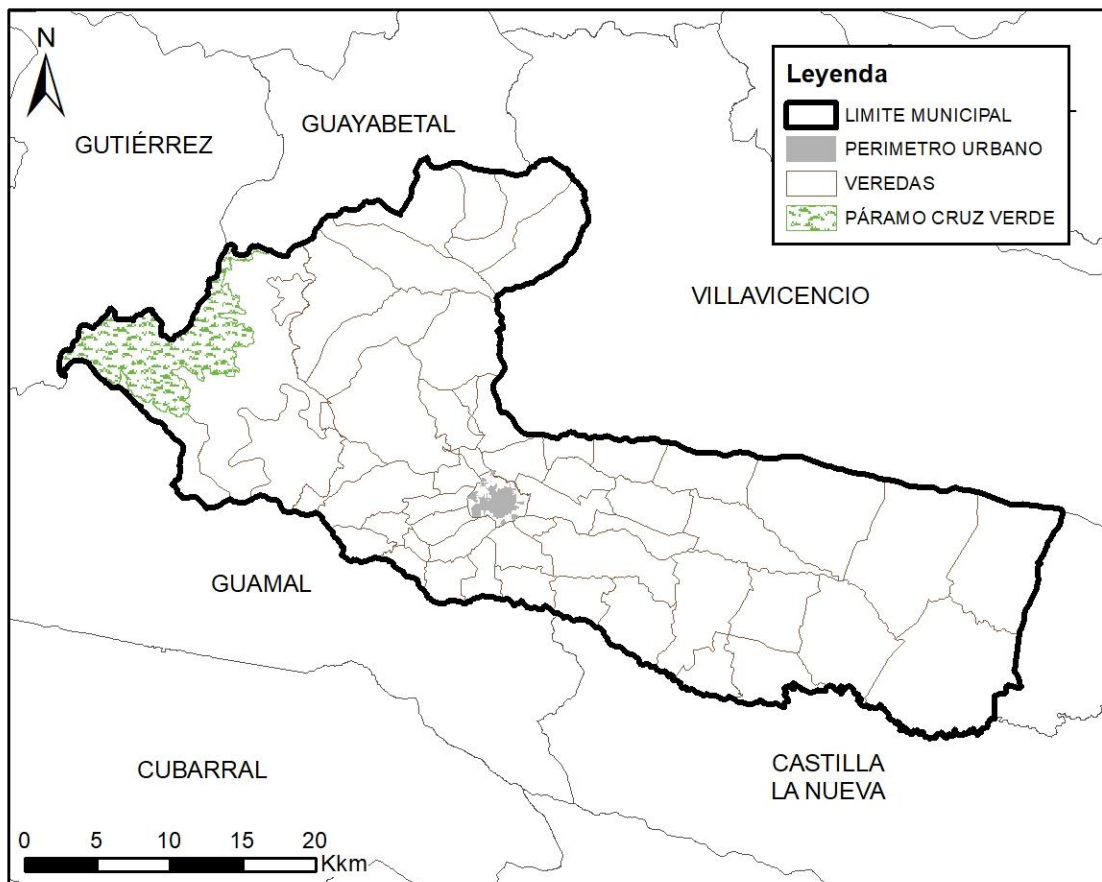 N
GUTIÉRREZ
GUAYABETAL
Leyenda
LIMITE MUNICIPAL
PERIMETRO URBANO
VEREDAS
PÁRAMO CRUZ VERDE
VILLAVICENCIO
GUAMAL
CUBARRAL
CASTILLA
LA NUEVA
0 5 10 15 20
Kkm